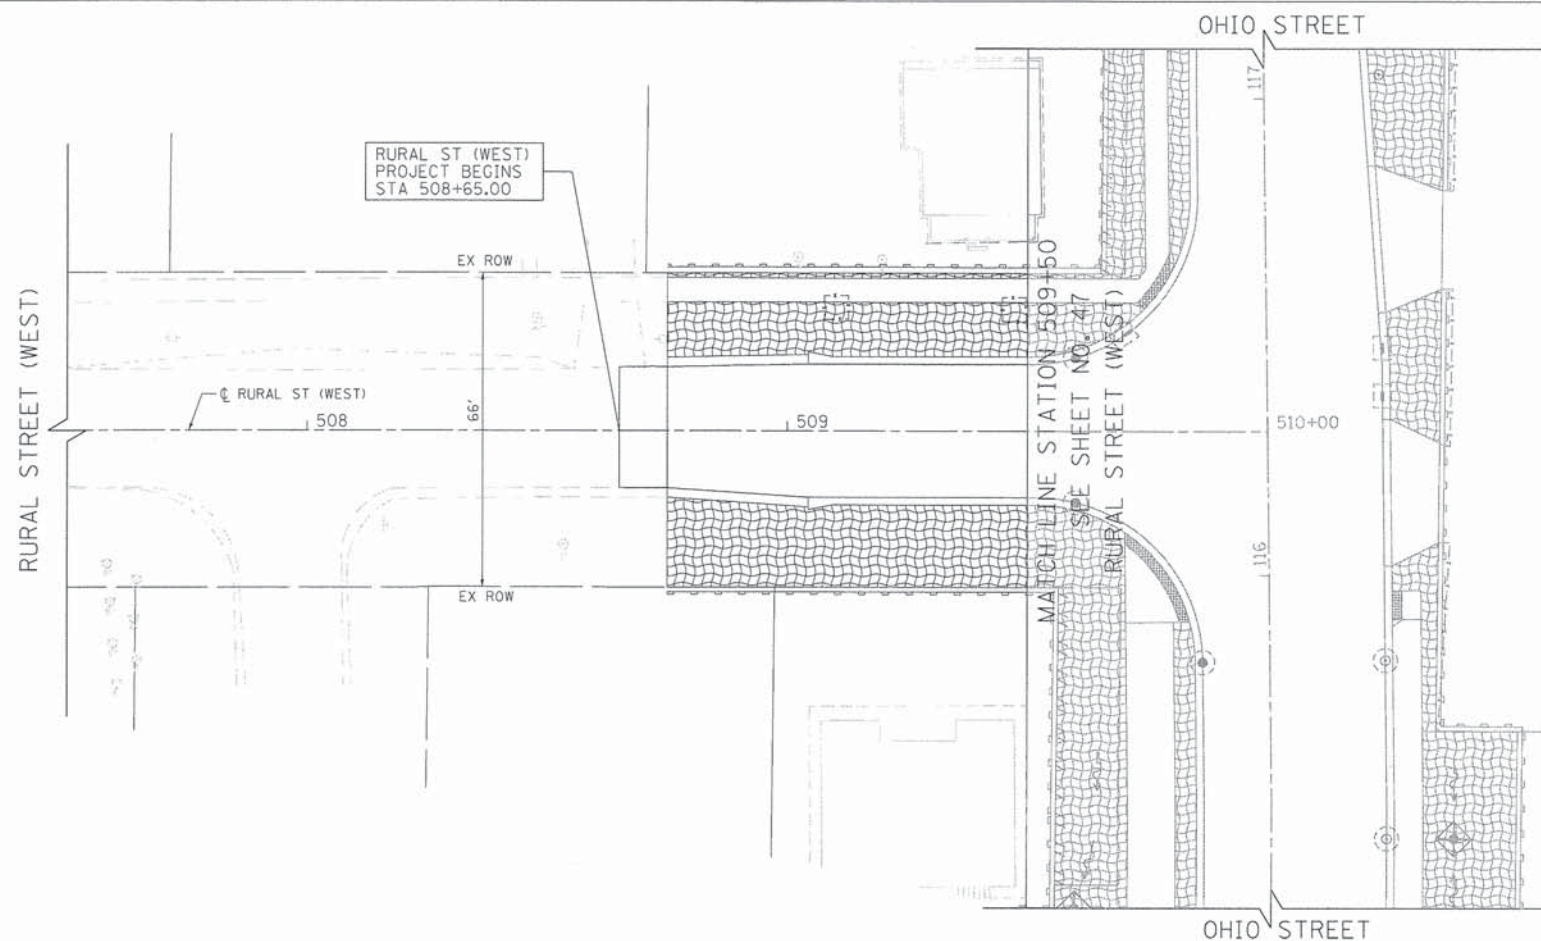 OHIO STREET
117
RURAL ST (WEST)
PROJECT BEGINS
STA 508+65.00
EX ROW
RURAL STREET (WEST)
℄ RURAL ST (WEST)
508
66'
509
MATCH LINE STATION 509+50
SEE SHEET NO. 47
RURAL STREET (WEST)
510+00
116
EX ROW
OHIO STREET